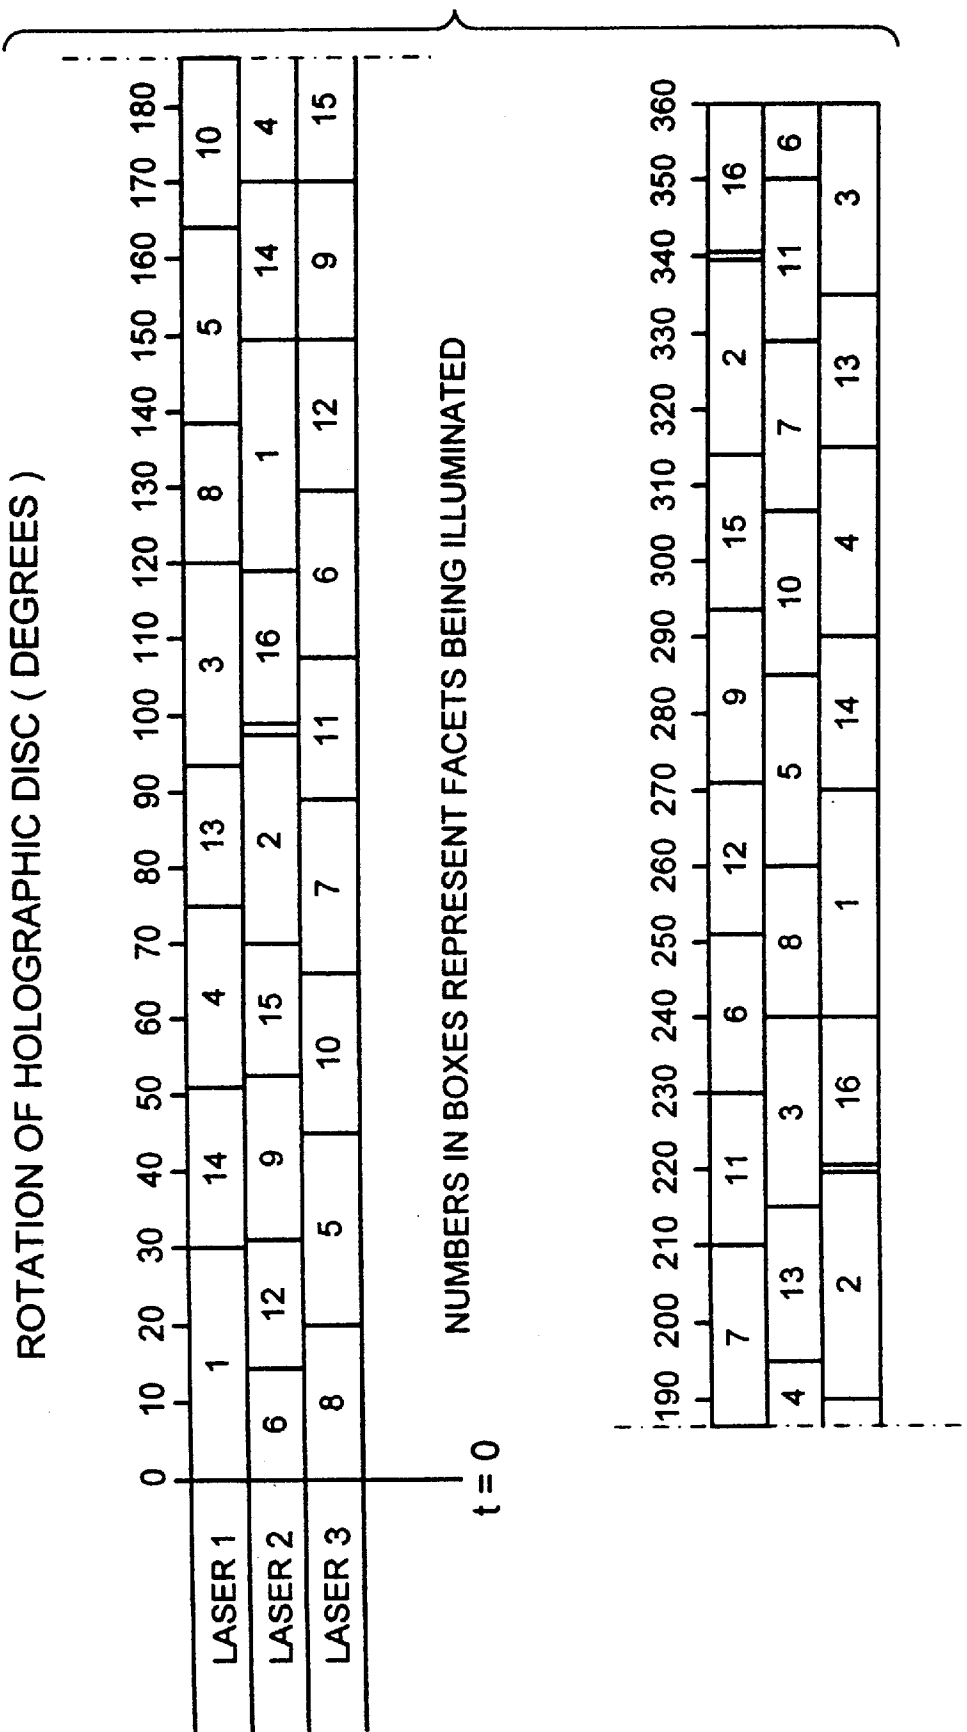 ROTATION OF HOLOGRAPHIC DISC ( DEGREES )
0 10 20 30 40 50 60 70 80 90 100 110 120 130 140 150 160 170 180
LASER 1 1 14 4 13 3 8 5 10
LASER 2 6 12 9 15 2 16 1 14 4
LASER 3 8 5 10 7 11 6 12 9 15
t = 0
NUMBERS IN BOXES REPRESENT FACETS BEING ILLUMINATED
190 200 210 220 230 240 250 260 270 280 290 300 310 320 330 340 350 360
7 11 6 12 9 15 2 16
4 13 3 8 5 10 7 11 6
2 16 1 14 4 13 3